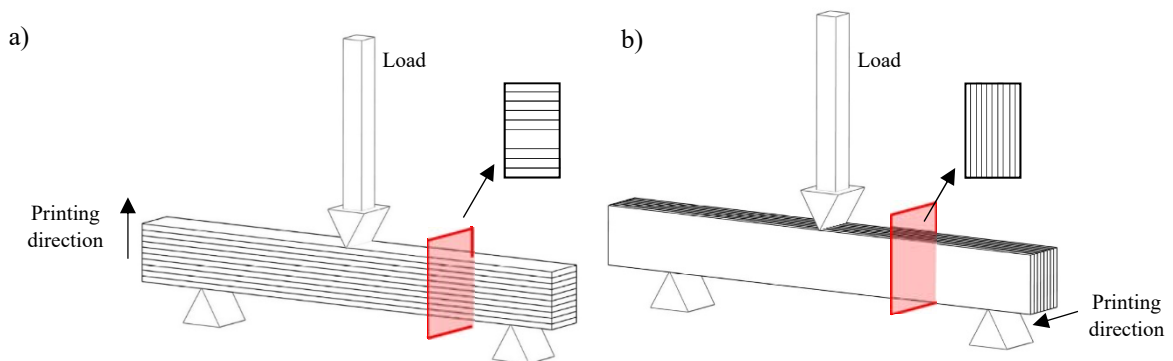 a)
Load
Printing
direction
b)
Load
Printing
direction